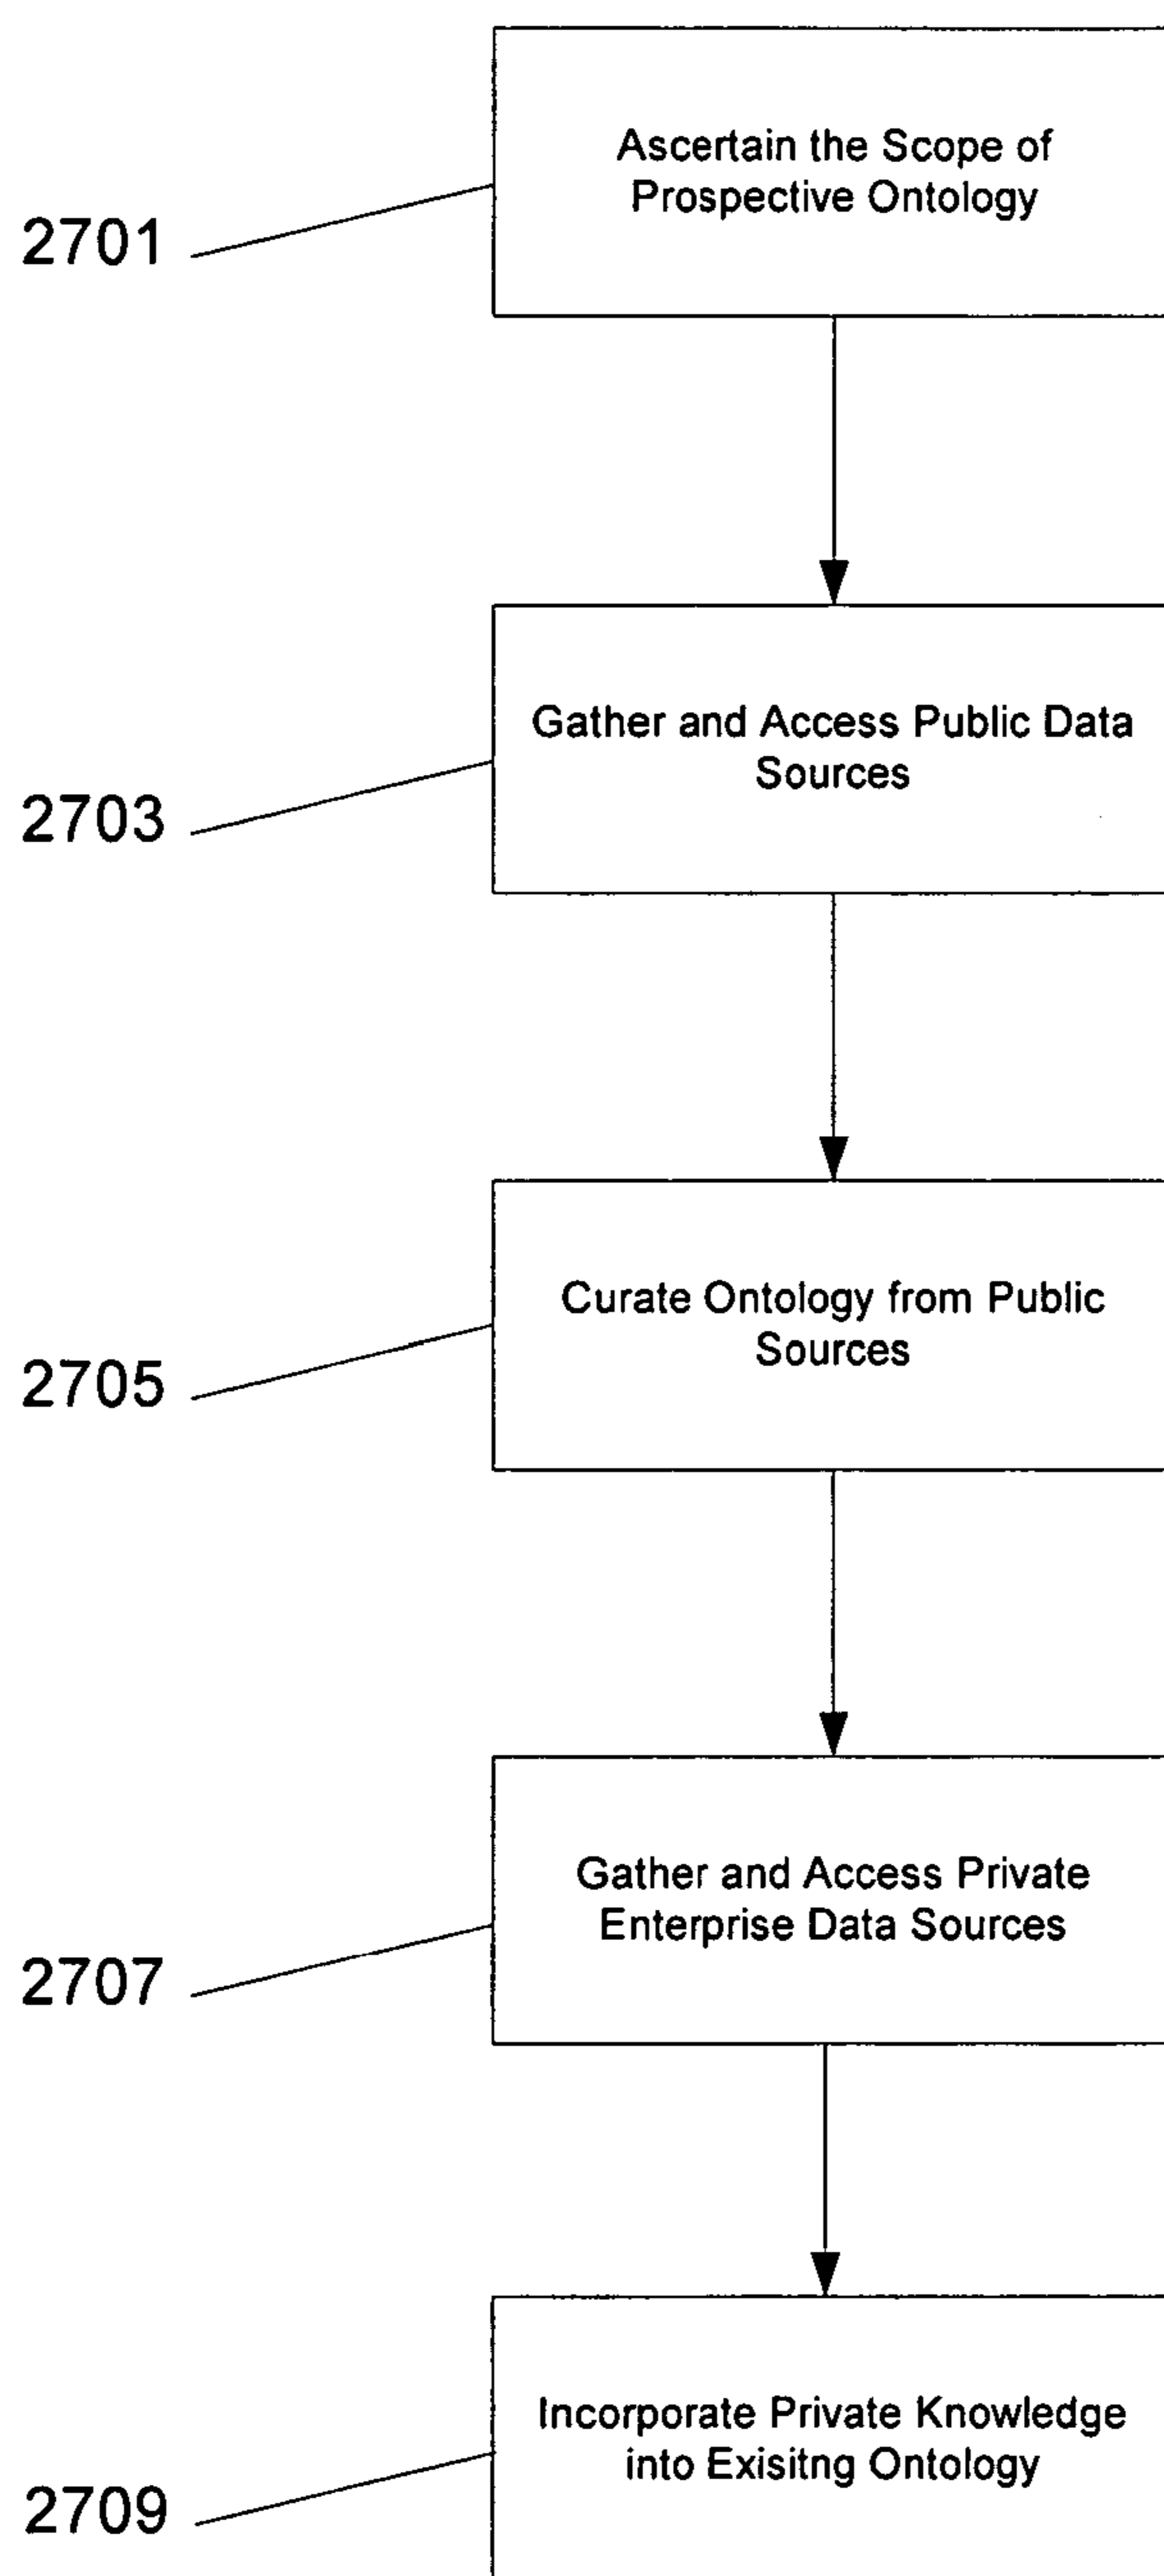 Ascertain the Scope of
Prospective Ontology
2701
Gather and Access Public Data
Sources
2703
Curate Ontology from Public
Sources
2705
Gather and Access Private
Enterprise Data Sources
2707
Incorporate Private Knowledge
into Exisitng Ontology
2709